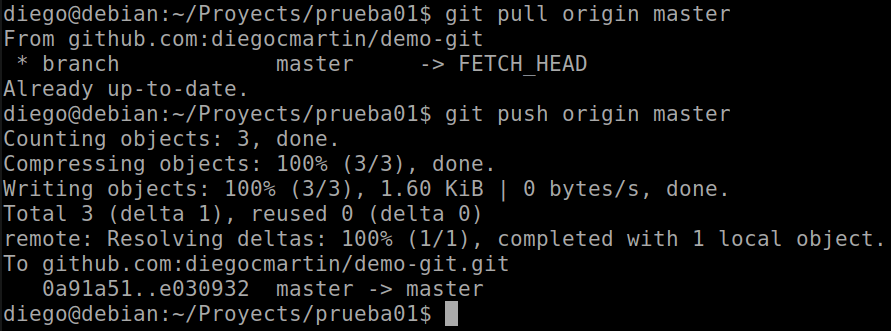 diego@debian:~/Proyects/prueba01$ git pull origin master
From github.com:diegocmartin/demo-git
 * branch            master     -> FETCH_HEAD
Already up-to-date.
diego@debian:~/Proyects/prueba01$ git push origin master
Counting objects: 3, done.
Compressing objects: 100% (3/3), done.
Writing objects: 100% (3/3), 1.60 KiB | 0 bytes/s, done.
Total 3 (delta 1), reused 0 (delta 0)
remote: Resolving deltas: 100% (1/1), completed with 1 local object.
To github.com:diegocmartin/demo-git.git
   0a91a51..e030932  master -> master
diego@debian:~/Proyects/prueba01$